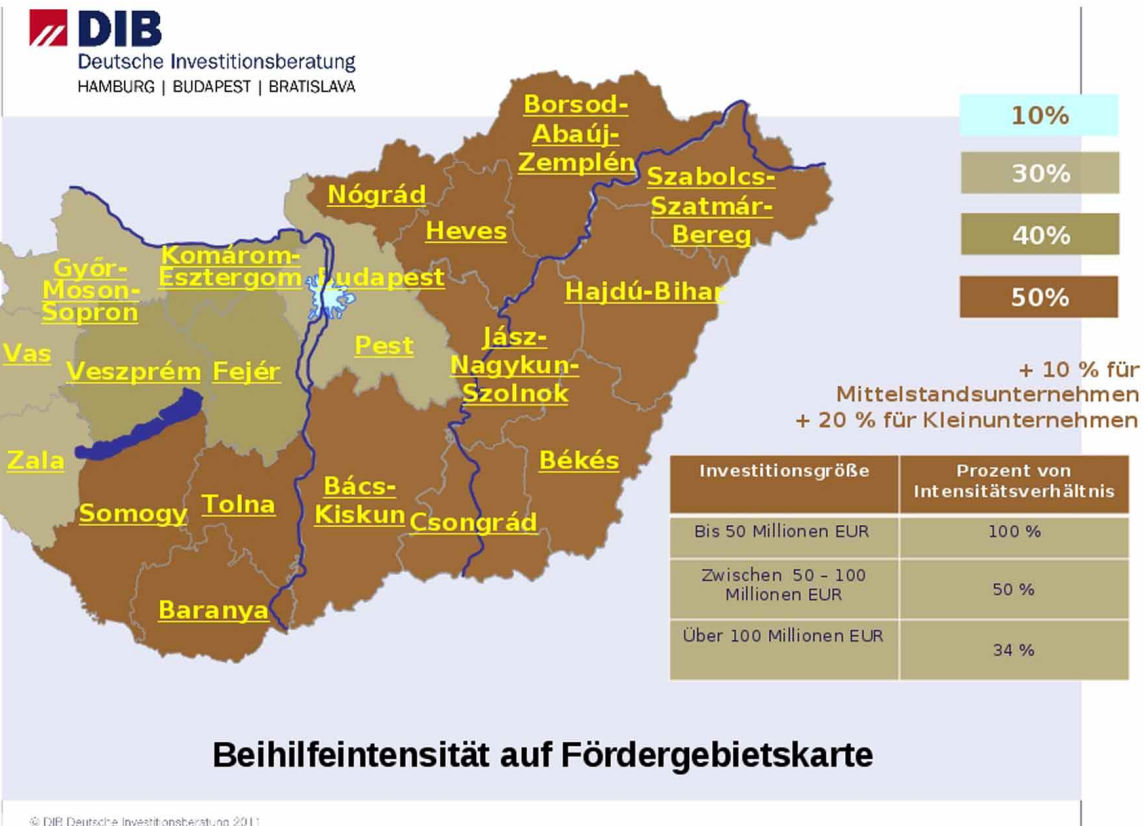 DIB
Deutsche Investitionsberatung
HAMBURG | BUDAPEST | BRATISLAVA
Borsod-
Abaúj-
Zemplén
Szabolcs-
Szatmár-
Bereg
Nógrád
Heves
Komárom-
Esztergom
Budapest
Győr-
Moson-
Sopron
Hajdú-Bihar
Vas
Veszprém
Fejér
Pest
Jász-
Nagykun-
Szolnok
Zala
Somogy
Tolna
Bács-
Kiskun
Csongrád
Békés
Baranya
10%
30%
40%
50%
+ 10 % für
Mittelstandsunternehmen
+ 20 % für Kleinunternehmen
Investitionsgröße
Prozent von
Intensitätsverhältnis
Bis 50 Millionen EUR
100 %
Zwischen 50 – 100
Millionen EUR
50 %
Über 100 Millionen EUR
34 %
Beihilfeintensität auf Fördergebietskarte
© DIB Deutsche Investitionsberatung 2011